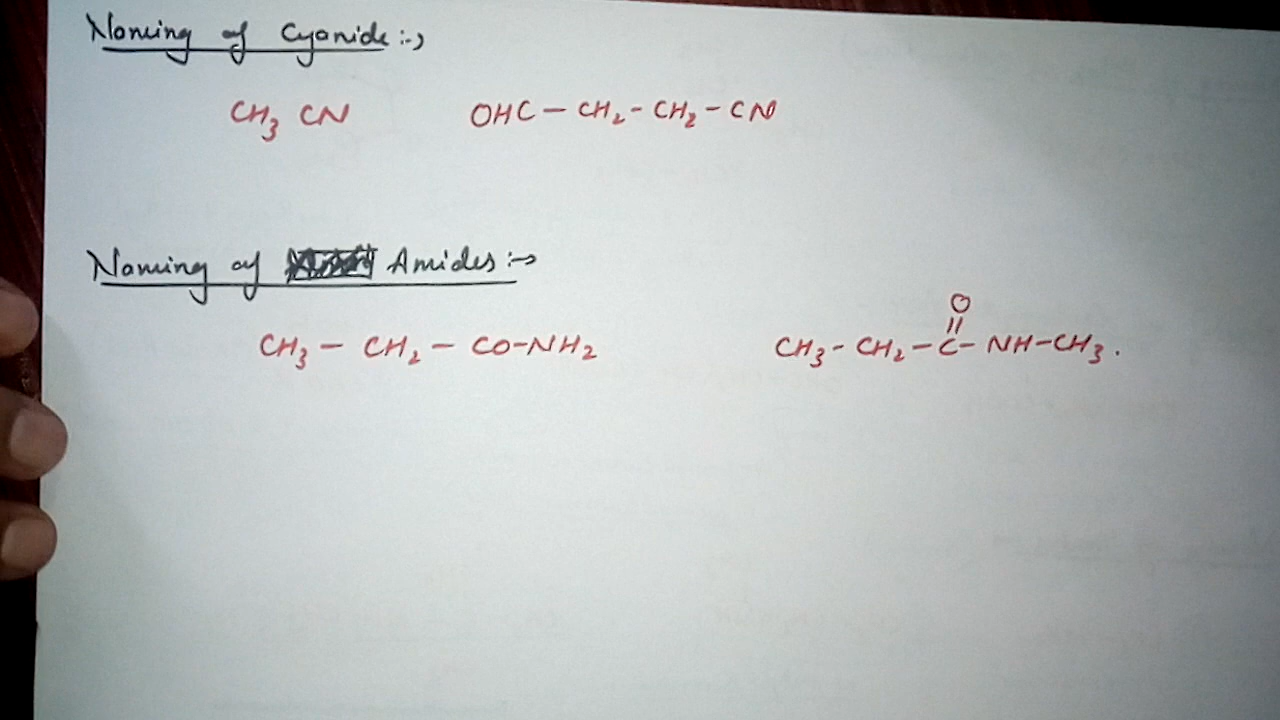 Naming of Cyanide :→
CH₃ CN OHC — CH₂ - CH₂ - CN
Naming of Amides :→
CH₃ — CH₂ — CO-NH₂
O
||
CH₃ - CH₂ - C - NH-CH₃.